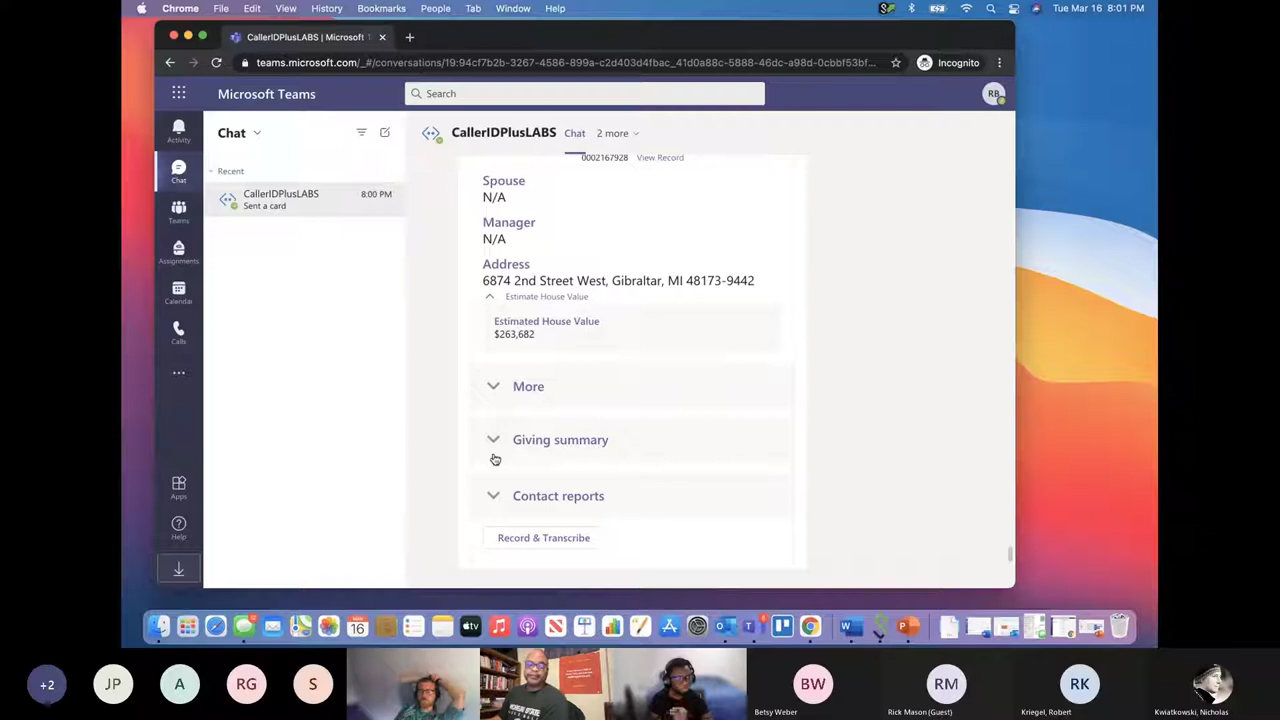 Chrome File Edit View History Bookmarks People Tab Window Help Tue Mar 16 8:01 PM
CallerIDPlusLABS | Microsoft T
teams.microsoft.com/_#/conversations/19:94cf7b2b-3267-4586-899a-c2d403d4fbac_41d0a88c-5888-46dc-a98d-0cbbf53bf... Incognito
Microsoft Teams Search RB
Activity
Chat
Teams
Assignments
Calendar
Calls
Apps
Help
Chat
Recent
CallerIDPlusLABS 8:00 PM
Sent a card
CallerIDPlusLABS Chat 2 more
0002167928 View Record
Spouse
N/A
Manager
N/A
Address
6874 2nd Street West, Gibraltar, MI 48173-9442
Estimate House Value
Estimated House Value
$263,682
More
Giving summary
Contact reports
Record & Transcribe
MAR
16
tv
+2 JP A RG S BW RM RK
Betsy Weber Rick Mason (Guest) Kriegel, Robert Kwiatkowski, Nicholas